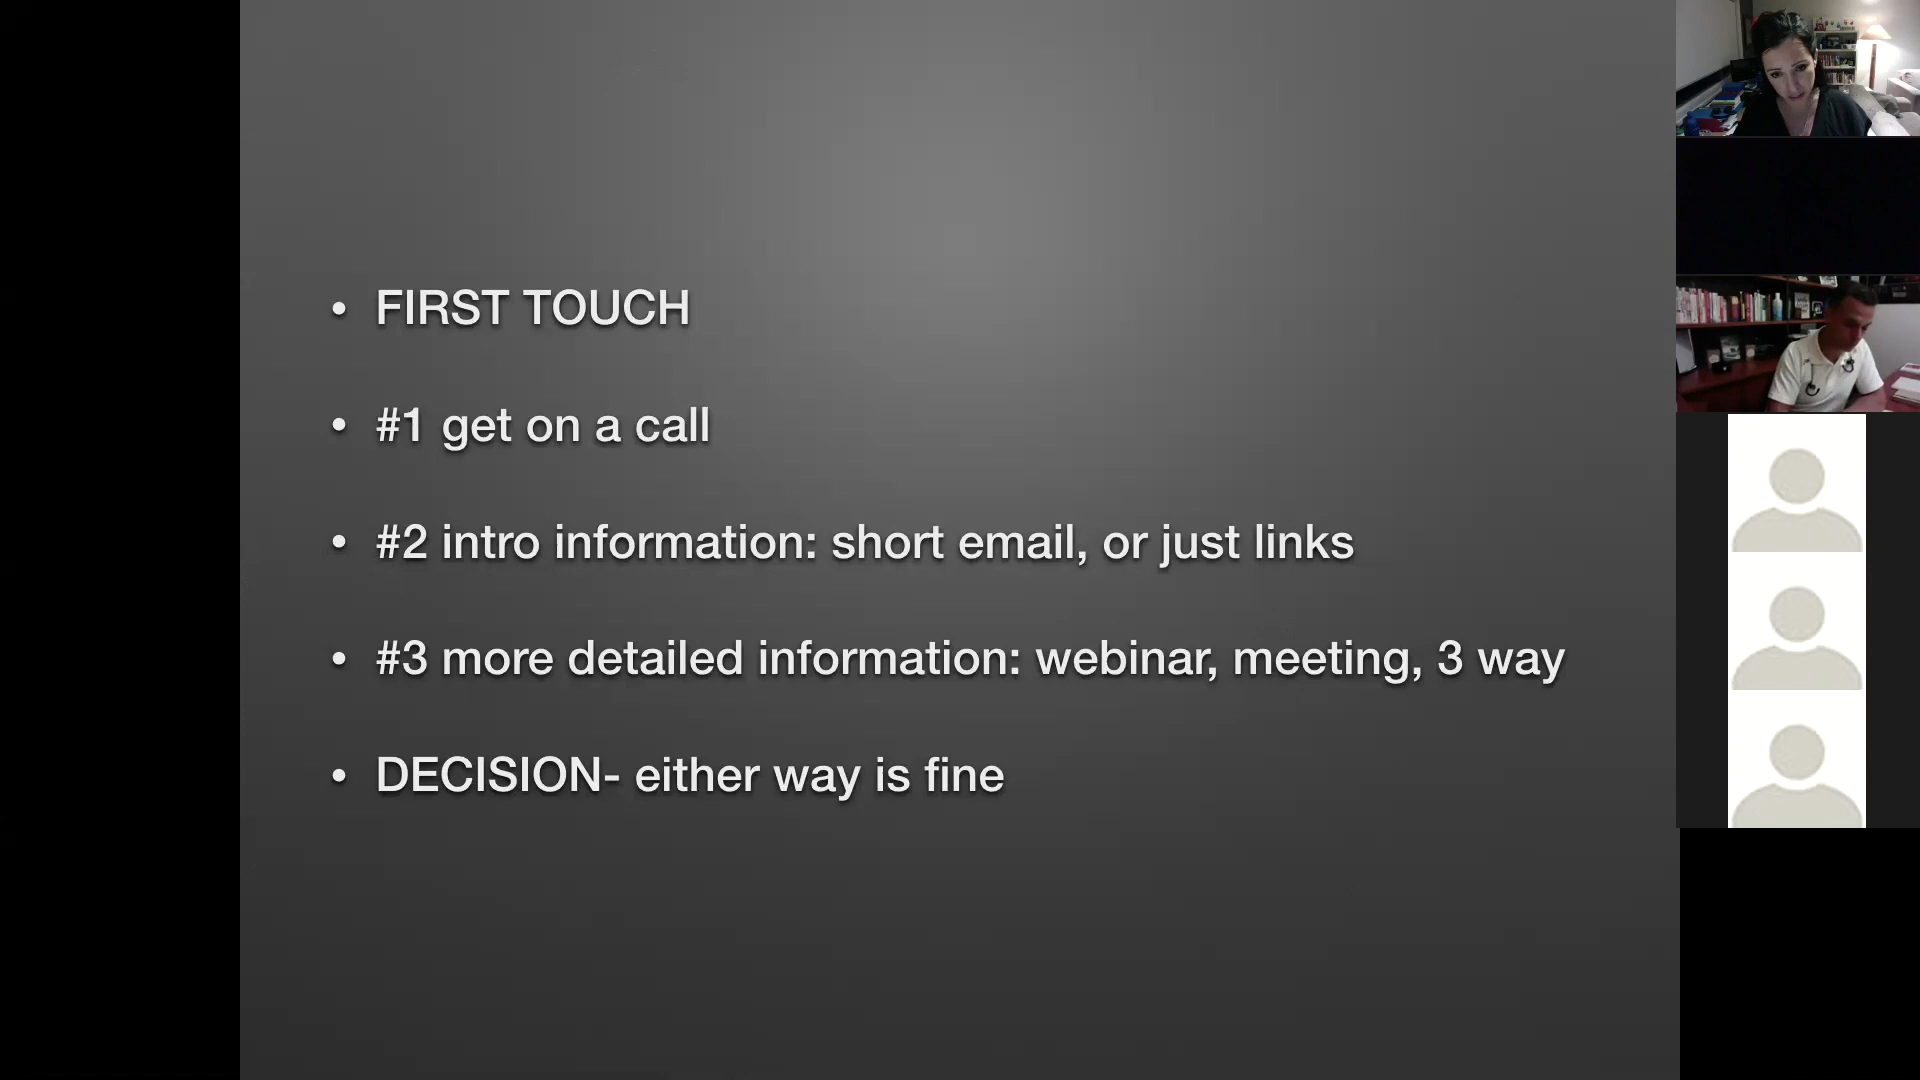 • FIRST TOUCH
• #1 get on a call
• #2 intro information: short email, or just links
• #3 more detailed information: webinar, meeting, 3 way
• DECISION- either way is fine